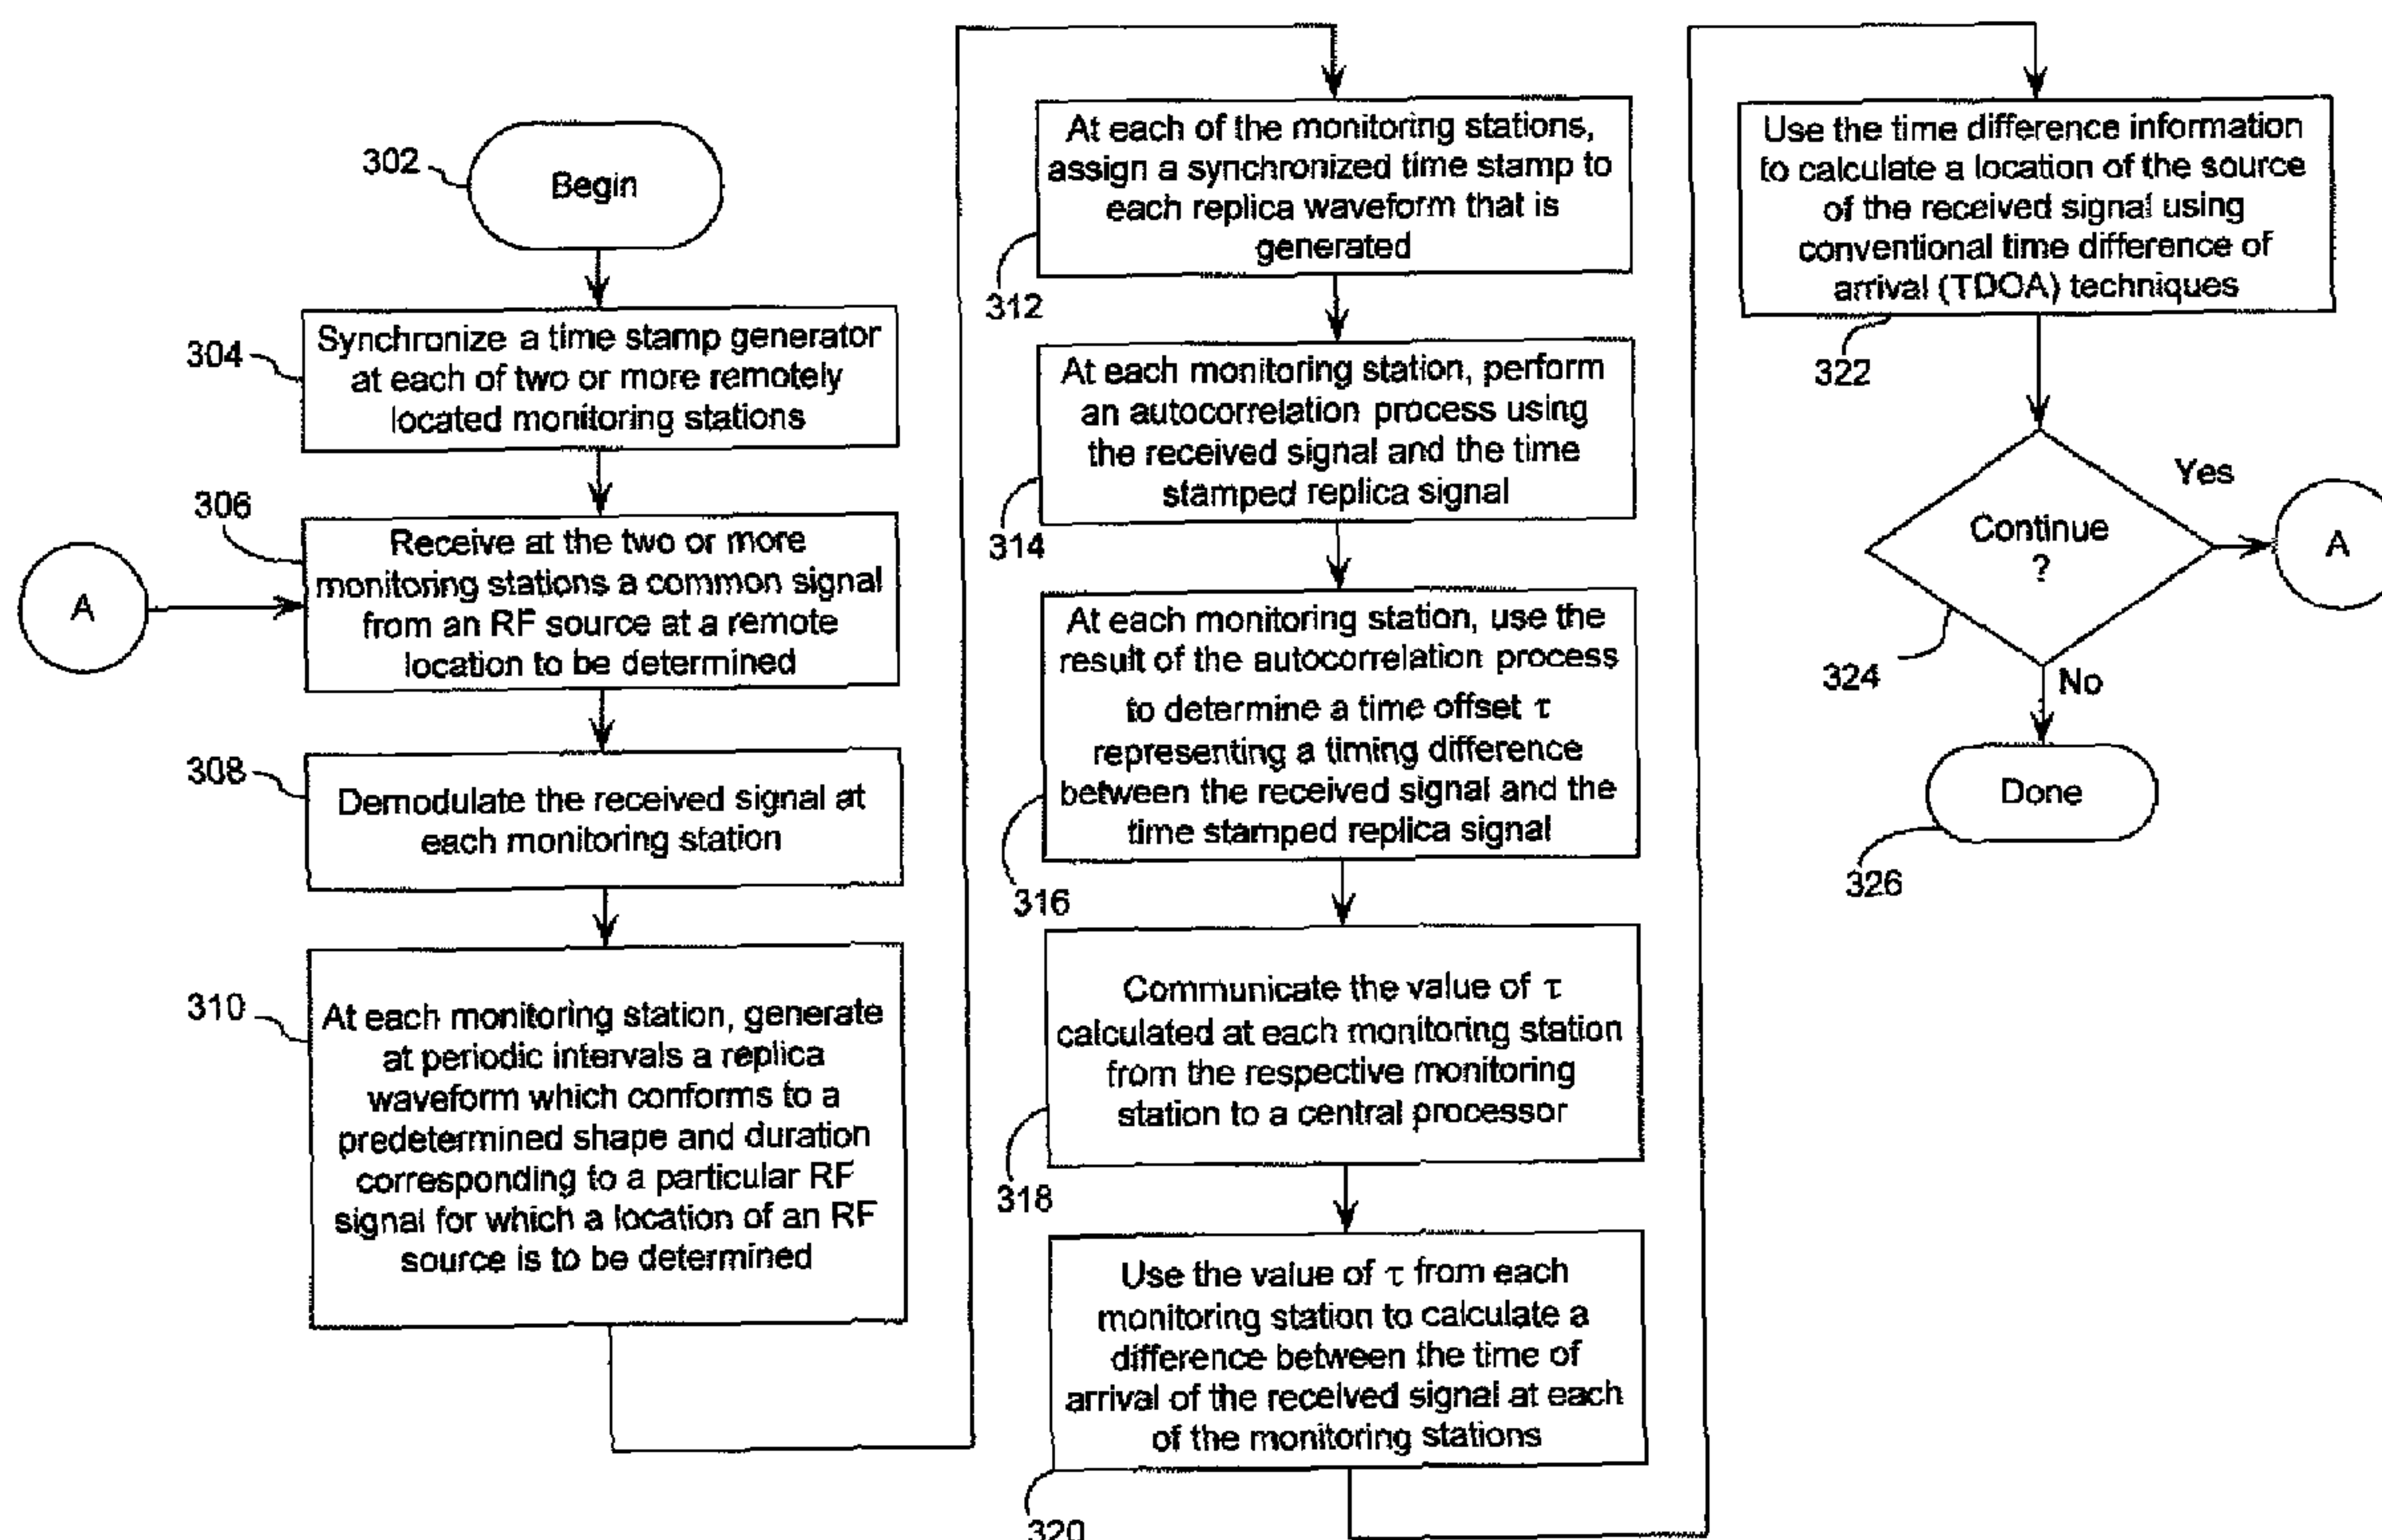 302
Begin
304
Synchronize a time stamp generator
at each of two or more remotely
located monitoring stations
306
A
Receive at the two or more
monitoring stations a common signal
from an RF source at a remote
location to be determined
308
Demodulate the received signal at
each monitoring station
310
At each monitoring station, generate
at periodic intervals a replica
waveform which conforms to a
predetermined shape and duration
corresponding to a particular RF
signal for which a location of an RF
source is to be determined
At each of the monitoring stations,
assign a synchronized time stamp to
each replica waveform that is
generated
312
At each monitoring station, perform
an autocorrelation process using
the received signal and the time
stamped replica signal
314
At each monitoring station, use the
result of the autocorrelation process
to determine a time offset τ
representing a timing difference
between the received signal and the
time stamped replica signal
316
Communicate the value of τ
calculated at each monitoring station
from the respective monitoring
station to a central processor
318
Use the value of τ from each
monitoring station to calculate a
difference between the time of
arrival of the received signal at each
of the monitoring stations
320
Use the time difference information
to calculate a location of the source
of the received signal using
conventional time difference of
arrival (TDOA) techniques
322
Continue
?
Yes
A
324
No
Done
326